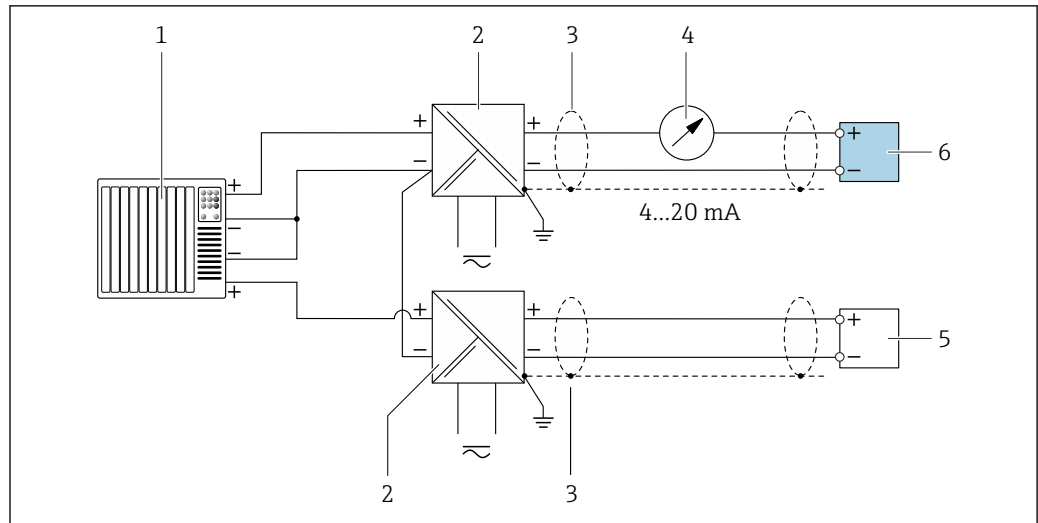 1 2 3 4
+ + + 
− − − 6
+
−
4...20 mA
−
+
+ + +
− − − 5
2 3